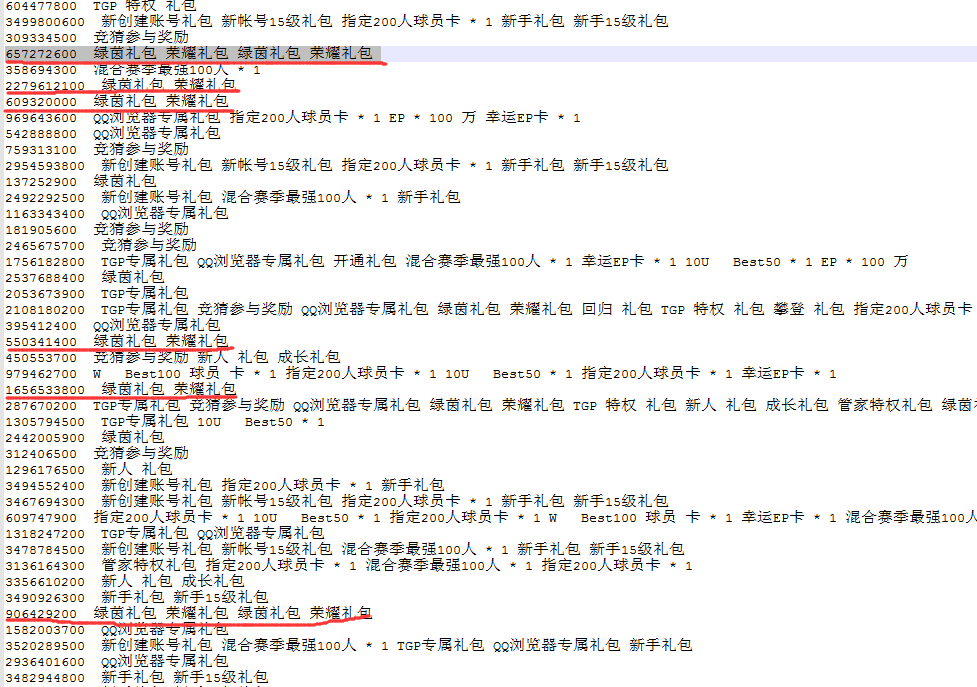 604477800 TGP 特权 礼包
3499800600 新创建账号礼包 新帐号15级礼包 指定200人球员卡 * 1 新手礼包 新手15级礼包
309334500 竞猜参与奖励
657272600 绿茵礼包 荣耀礼包 绿茵礼包 荣耀礼包
358694300 混合赛季最强100人 * 1
2279612100 绿茵礼包 荣耀礼包
609320000 绿茵礼包 荣耀礼包
969643600 QQ浏览器专属礼包 指定200人球员卡 * 1 EP * 100 万 幸运EP卡 * 1
542888800 QQ浏览器专属礼包
759313100 竞猜参与奖励
2954593800 新创建账号礼包 新帐号15级礼包 指定200人球员卡 * 1 新手礼包 新手15级礼包
137252900 绿茵礼包
2492292500 新创建账号礼包 混合赛季最强100人 * 1 新手礼包
1163343400 QQ浏览器专属礼包
181905600 竞猜参与奖励
2465675700 竞猜参与奖励
1756182800 TGP专属礼包 QQ浏览器专属礼包 开通礼包 混合赛季最强100人 * 1 幸运EP卡 * 1 10U Best50 * 1 EP * 100 万
2537688400 绿茵礼包
2053673900 TGP专属礼包
2108180200 TGP专属礼包 竞猜参与奖励 QQ浏览器专属礼包 绿茵礼包 荣耀礼包 回归 礼包 TGP 特权 礼包 攀登 礼包 指定200人球员卡
395412400 QQ浏览器专属礼包
550341400 绿茵礼包 荣耀礼包
450553700 竞猜参与奖励 新人 礼包 成长礼包
979462700 W Best100 球员 卡 * 1 指定200人球员卡 * 1 10U Best50 * 1 指定200人球员卡 * 1 幸运EP卡 * 1
1656533800 绿茵礼包 荣耀礼包
287670200 TGP专属礼包 竞猜参与奖励 QQ浏览器专属礼包 绿茵礼包 荣耀礼包 TGP 特权 礼包 新人 礼包 成长礼包 管家特权礼包 绿茵
1305794500 TGP专属礼包 10U Best50 * 1
2442005900 绿茵礼包
312406500 竞猜参与奖励
1296176500 新人 礼包
3494552400 新创建账号礼包 指定200人球员卡 * 1 新手礼包
3467694300 新创建账号礼包 新帐号15级礼包 指定200人球员卡 * 1 新手礼包 新手15级礼包
609747900 指定200人球员卡 * 1 10U Best50 * 1 指定200人球员卡 * 1 W Best100 球员 卡 * 1 幸运EP卡 * 1 混合赛季最强100人
1318247200 TGP专属礼包 QQ浏览器专属礼包
3478784500 新创建账号礼包 新帐号15级礼包 混合赛季最强100人 * 1 新手礼包 新手15级礼包
3136164300 管家特权礼包 指定200人球员卡 * 1 混合赛季最强100人 * 1 指定200人球员卡 * 1
3356610200 新人 礼包 成长礼包
3490926300 新手礼包 新手15级礼包
906429200 绿茵礼包 荣耀礼包 绿茵礼包 荣耀礼包
1582003700 QQ浏览器专属礼包
3520289500 新创建账号礼包 混合赛季最强100人 * 1 TGP专属礼包 QQ浏览器专属礼包 新手礼包
2936401600 QQ浏览器专属礼包
3482944800 新手礼包 新手15级礼包